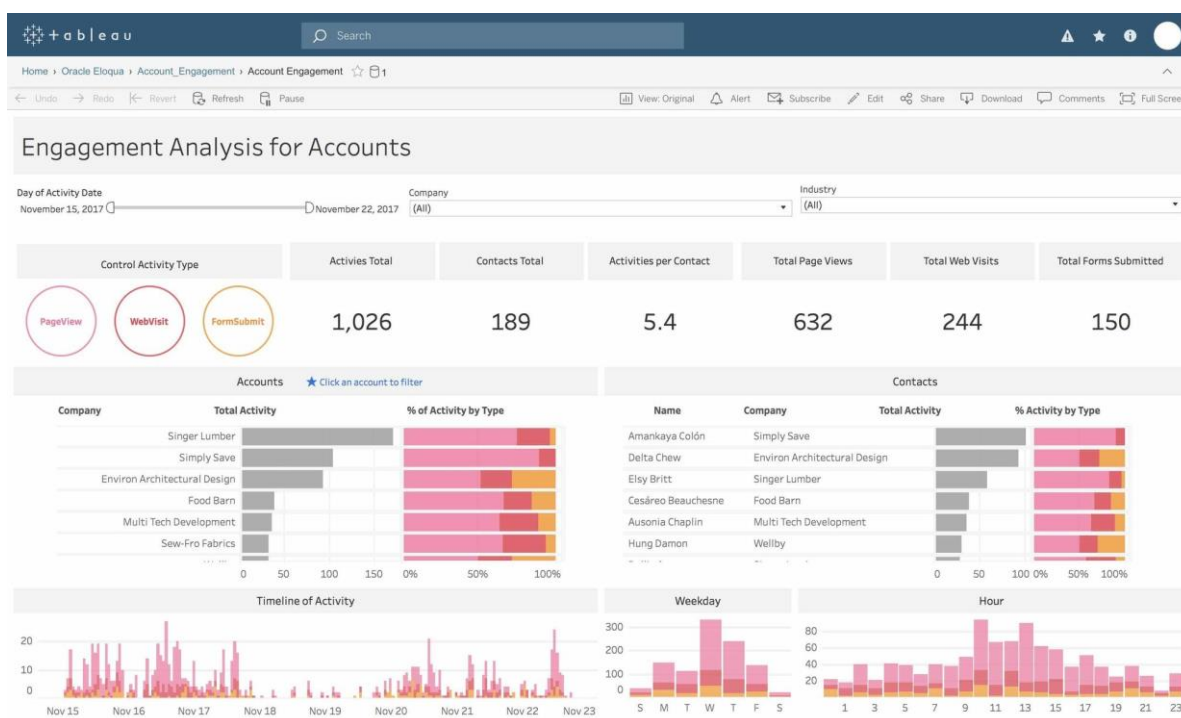 + a b | e a u
Search
Home › Oracle Eloqua › Account_Engagement › Account Engagement 1
Undo Redo Revert Refresh Pause View: Original Alert Subscribe Edit Share Download Comments Full Scree
Engagement Analysis for Accounts
Day of Activity Date
November 15, 2017 November 22, 2017
Company
(All)
Industry
(All)
Control Activity Type
PageView WebVisit FormSubmit
Activies Total
1,026
Contacts Total
189
Activities per Contact
5.4
Total Page Views
632
Total Web Visits
244
Total Forms Submitted
150
Accounts Click an account to filter
Company Total Activity % of Activity by Type
Singer Lumber
Simply Save
Environ Architectural Design
Food Barn
Multi Tech Development
Sew-Fro Fabrics
0 50 100 150 0% 50% 100%
Contacts
Name Company Total Activity % Activity by Type
Amankaya Colón Simply Save
Delta Chew Environ Architectural Design
Elsy Britt Singer Lumber
Cesáreo Beauchesne Food Barn
Ausonia Chaplin Multi Tech Development
Hung Damon Wellby
0 50 100 0% 50% 100%
Timeline of Activity
20
10
0
Nov 15 Nov 16 Nov 17 Nov 18 Nov 19 Nov 20 Nov 21 Nov 22 Nov 23
Weekday
300
200
100
0
S M T W T F S
Hour
80
60
40
20
1 3 5 7 9 11 13 15 17 19 21 23